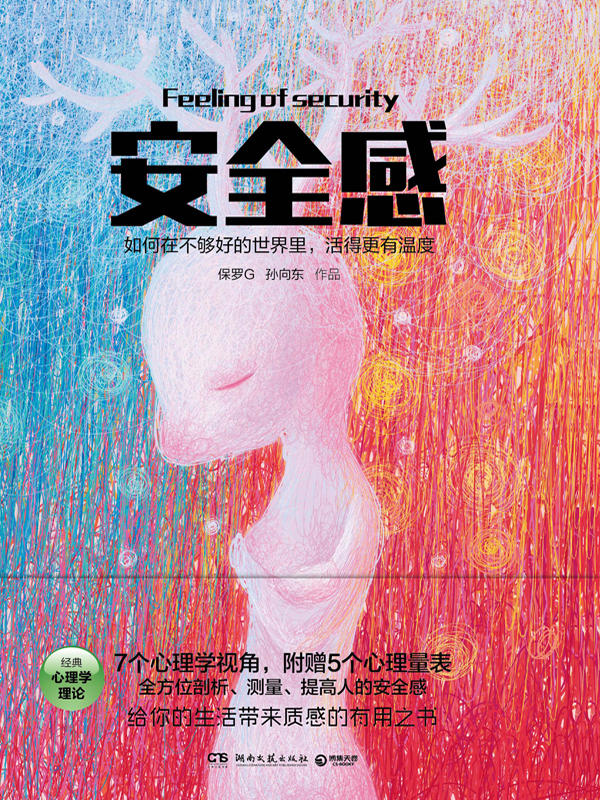 Feeling of security
安全感
如何在不够好的世界里，活得更有温度
保罗G 孙向东 作品
经典
心理学
理论
7个心理学视角，附赠5个心理量表
全方位剖析、测量、提高人的安全感
给你的生活带来质感的有用之书
湖南文艺出版社
博集天卷
CS-BOOKY